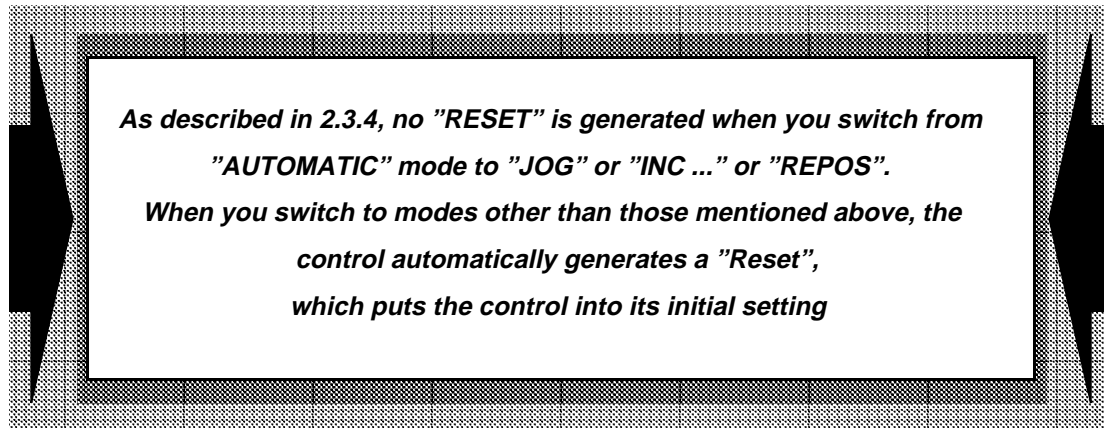 As described in 2.3.4, no ”RESET” is generated when you switch from
”AUTOMATIC” mode to ”JOG” or ”INC ...” or ”REPOS”.
When you switch to modes other than those mentioned above, the
control automatically generates a ”Reset”,
which puts the control into its initial setting